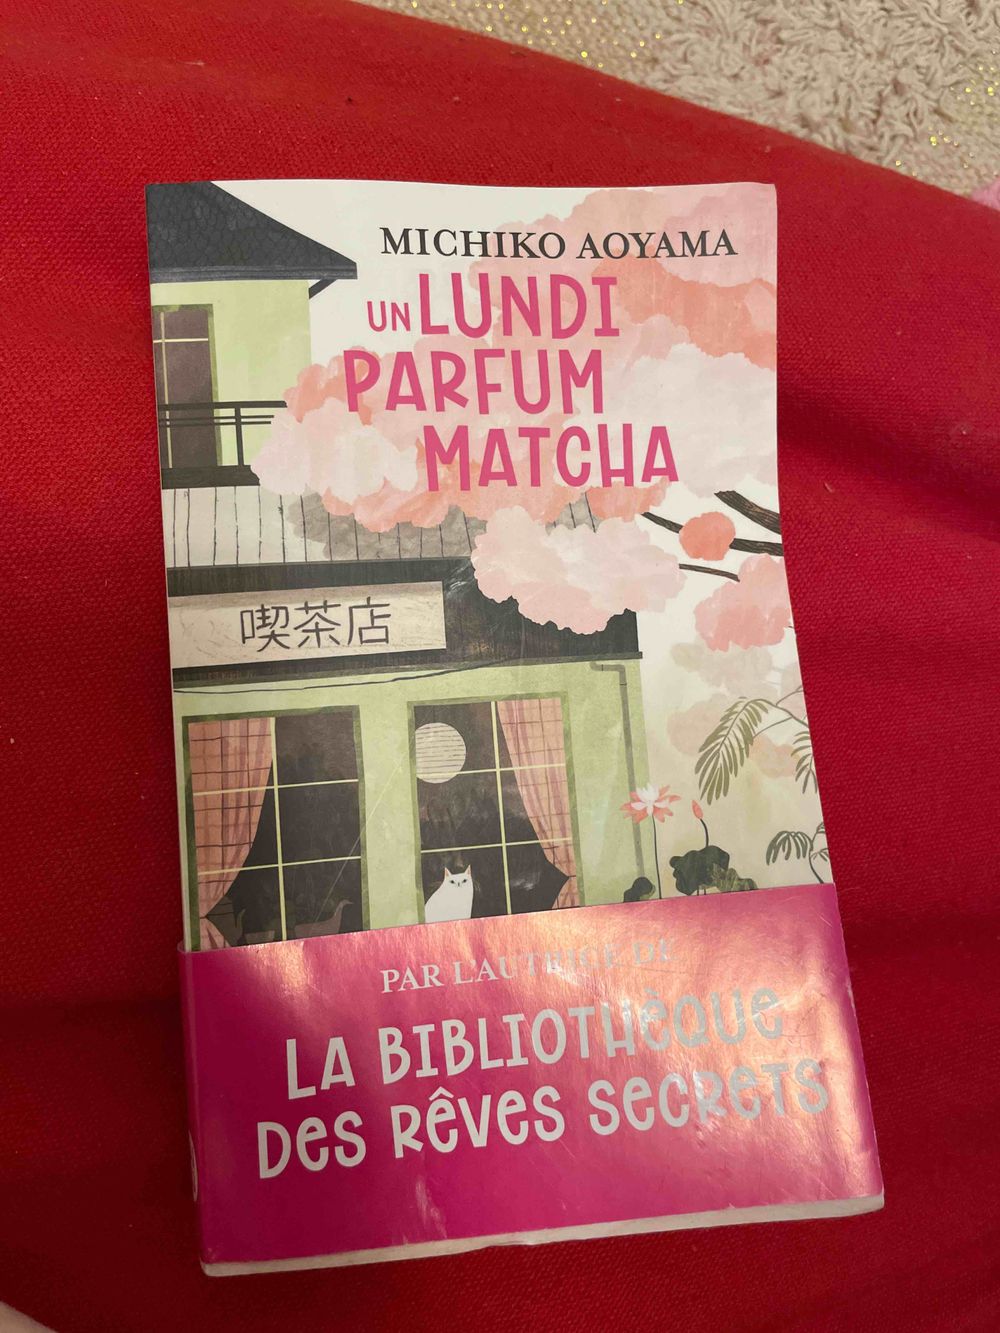 MICHIKO AOYAMA
UN LUNDI
PARFUM
MATCHA
喫茶店
PAR L'AUTRICE DE
LA BIBLIOTHÈQUE
DES RÊVES SECRETS